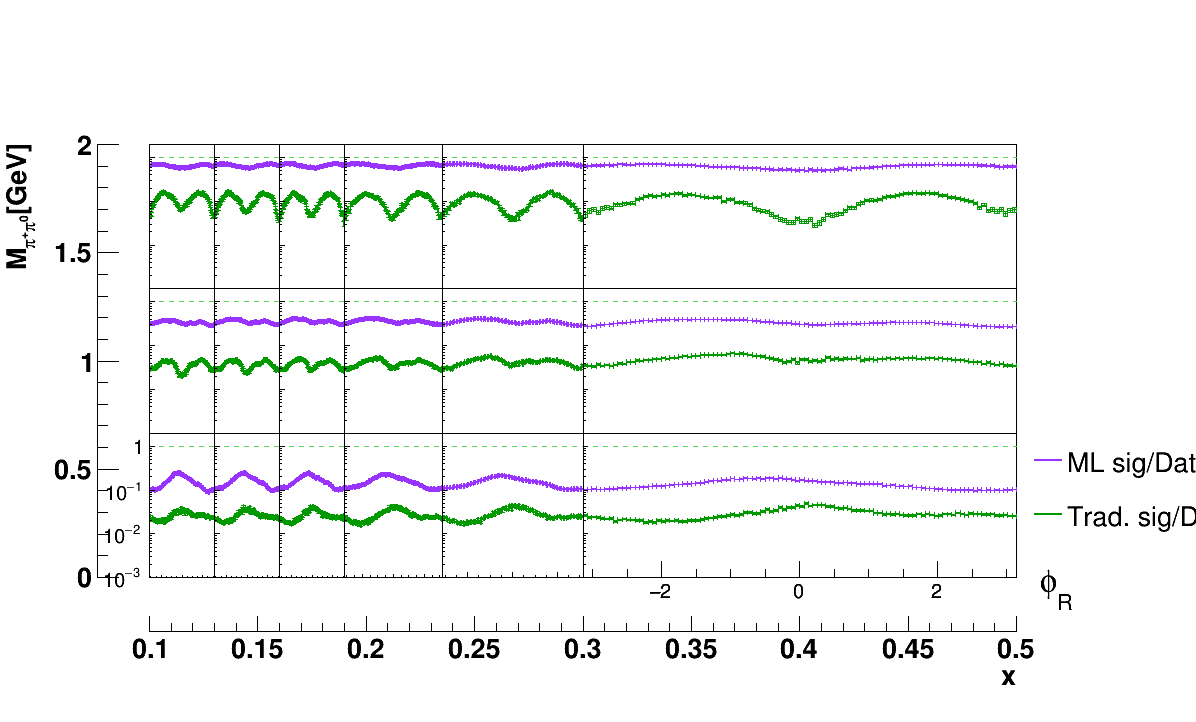 M_{π⁺π⁰}[GeV]
2
1.5
1
0.5
0
1
10⁻¹
10⁻²
10⁻³
ML sig/Dat
Trad. sig/D
−2 0 2
ϕ_R
0.1 0.15 0.2 0.25 0.3 0.35 0.4 0.45 0.5
x